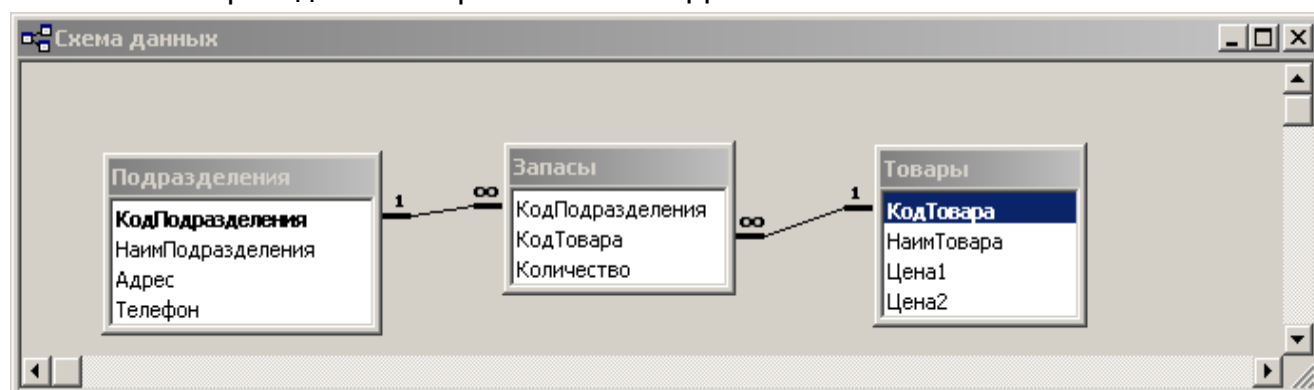 Схема данных
Подразделения
КодПодразделения
НаимПодразделения
Адрес
Телефон
1
∞
Запасы
КодПодразделения
КодТовара
Количество
∞
1
Товары
КодТовара
НаимТовара
Цена1
Цена2